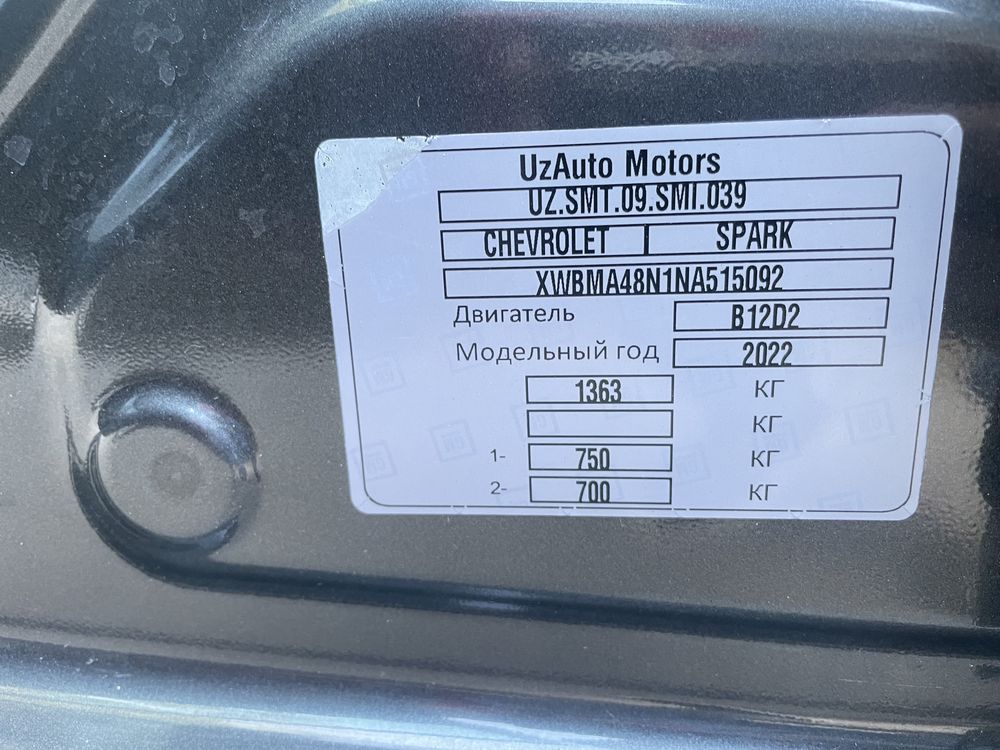 UzAuto Motors
UZ.SMT.09.SMI.039
CHEVROLET SPARK
XWBMA48N1NA515092
Двигатель B12D2
Модельный год 2022
1363 КГ
КГ
1- 750 КГ
2- 700 КГ